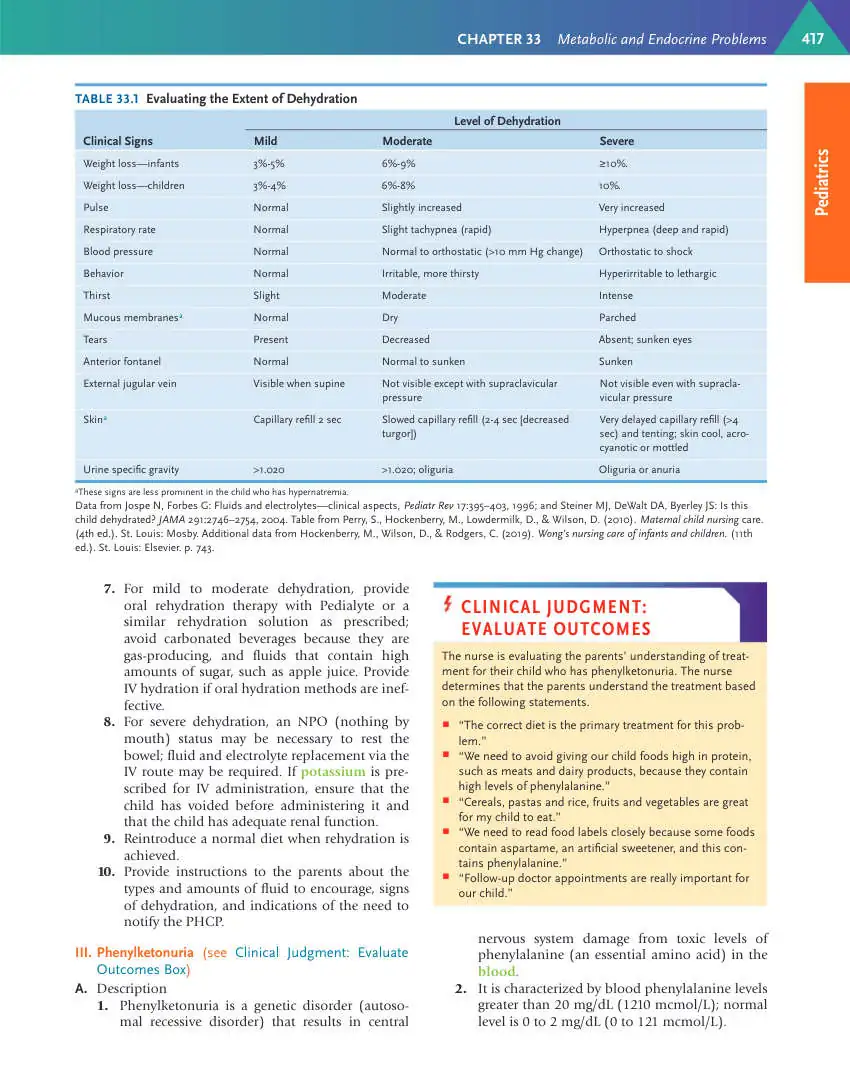 CHAPTER 33 Metabolic and Endocrine Problems 417
Pediatrics
TABLE 33.1 Evaluating the Extent of Dehydration
Level of Dehydration
Clinical Signs Mild Moderate Severe
Weight loss—infants 3%-5% 6%-9% ≥10%.
Weight loss—children 3%-4% 6%-8% 10%.
Pulse Normal Slightly increased Very increased
Respiratory rate Normal Slight tachypnea (rapid) Hyperpnea (deep and rapid)
Blood pressure Normal Normal to orthostatic (>10 mm Hg change) Orthostatic to shock
Behavior Normal Irritable, more thirsty Hyperirritable to lethargic
Thirst Slight Moderate Intense
Mucous membranesᵃ Normal Dry Parched
Tears Present Decreased Absent; sunken eyes
Anterior fontanel Normal Normal to sunken Sunken
External jugular vein Visible when supine Not visible except with supraclavicular Not visible even with supracla-
pressure vicular pressure
Skinᵃ Capillary refill 2 sec Slowed capillary refill (2-4 sec [decreased Very delayed capillary refill (>4
turgor]) sec) and tenting; skin cool, acro-
cyanotic or mottled
Urine specific gravity >1.020 >1.020; oliguria Oliguria or anuria
ᵃThese signs are less prominent in the child who has hypernatremia.
Data from Jospe N, Forbes G: Fluids and electrolytes—clinical aspects, Pediatr Rev 17:395–403, 1996; and Steiner MJ, DeWalt DA, Byerley JS: Is this
child dehydrated? JAMA 291:2746–2754, 2004. Table from Perry, S., Hockenberry, M., Lowdermilk, D., & Wilson, D. (2010). Maternal child nursing care.
(4th ed.). St. Louis: Mosby. Additional data from Hockenberry, M., Wilson, D., & Rodgers, C. (2019). Wong's nursing care of infants and children. (11th
ed.). St. Louis: Elsevier. p. 743.
7. For mild to moderate dehydration, provide
oral rehydration therapy with Pedialyte or a
similar rehydration solution as prescribed;
avoid carbonated beverages because they are
gas-producing, and fluids that contain high
amounts of sugar, such as apple juice. Provide
IV hydration if oral hydration methods are inef-
fective.
8. For severe dehydration, an NPO (nothing by
mouth) status may be necessary to rest the
bowel; fluid and electrolyte replacement via the
IV route may be required. If potassium is pre-
scribed for IV administration, ensure that the
child has voided before administering it and
that the child has adequate renal function.
9. Reintroduce a normal diet when rehydration is
achieved.
10. Provide instructions to the parents about the
types and amounts of fluid to encourage, signs
of dehydration, and indications of the need to
notify the PHCP.
III. Phenylketonuria (see Clinical Judgment: Evaluate
Outcomes Box)
A. Description
1. Phenylketonuria is a genetic disorder (autoso-
mal recessive disorder) that results in central
CLINICAL JUDGMENT:
EVALUATE OUTCOMES
The nurse is evaluating the parents' understanding of treat-
ment for their child who has phenylketonuria. The nurse
determines that the parents understand the treatment based
on the following statements.
■ "The correct diet is the primary treatment for this prob-
lem."
■ "We need to avoid giving our child foods high in protein,
such as meats and dairy products, because they contain
high levels of phenylalanine."
■ "Cereals, pastas and rice, fruits and vegetables are great
for my child to eat."
■ "We need to read food labels closely because some foods
contain aspartame, an artificial sweetener, and this con-
tains phenylalanine."
■ "Follow-up doctor appointments are really important for
our child."
nervous system damage from toxic levels of
phenylalanine (an essential amino acid) in the
blood.
2. It is characterized by blood phenylalanine levels
greater than 20 mg/dL (1210 mcmol/L); normal
level is 0 to 2 mg/dL (0 to 121 mcmol/L).